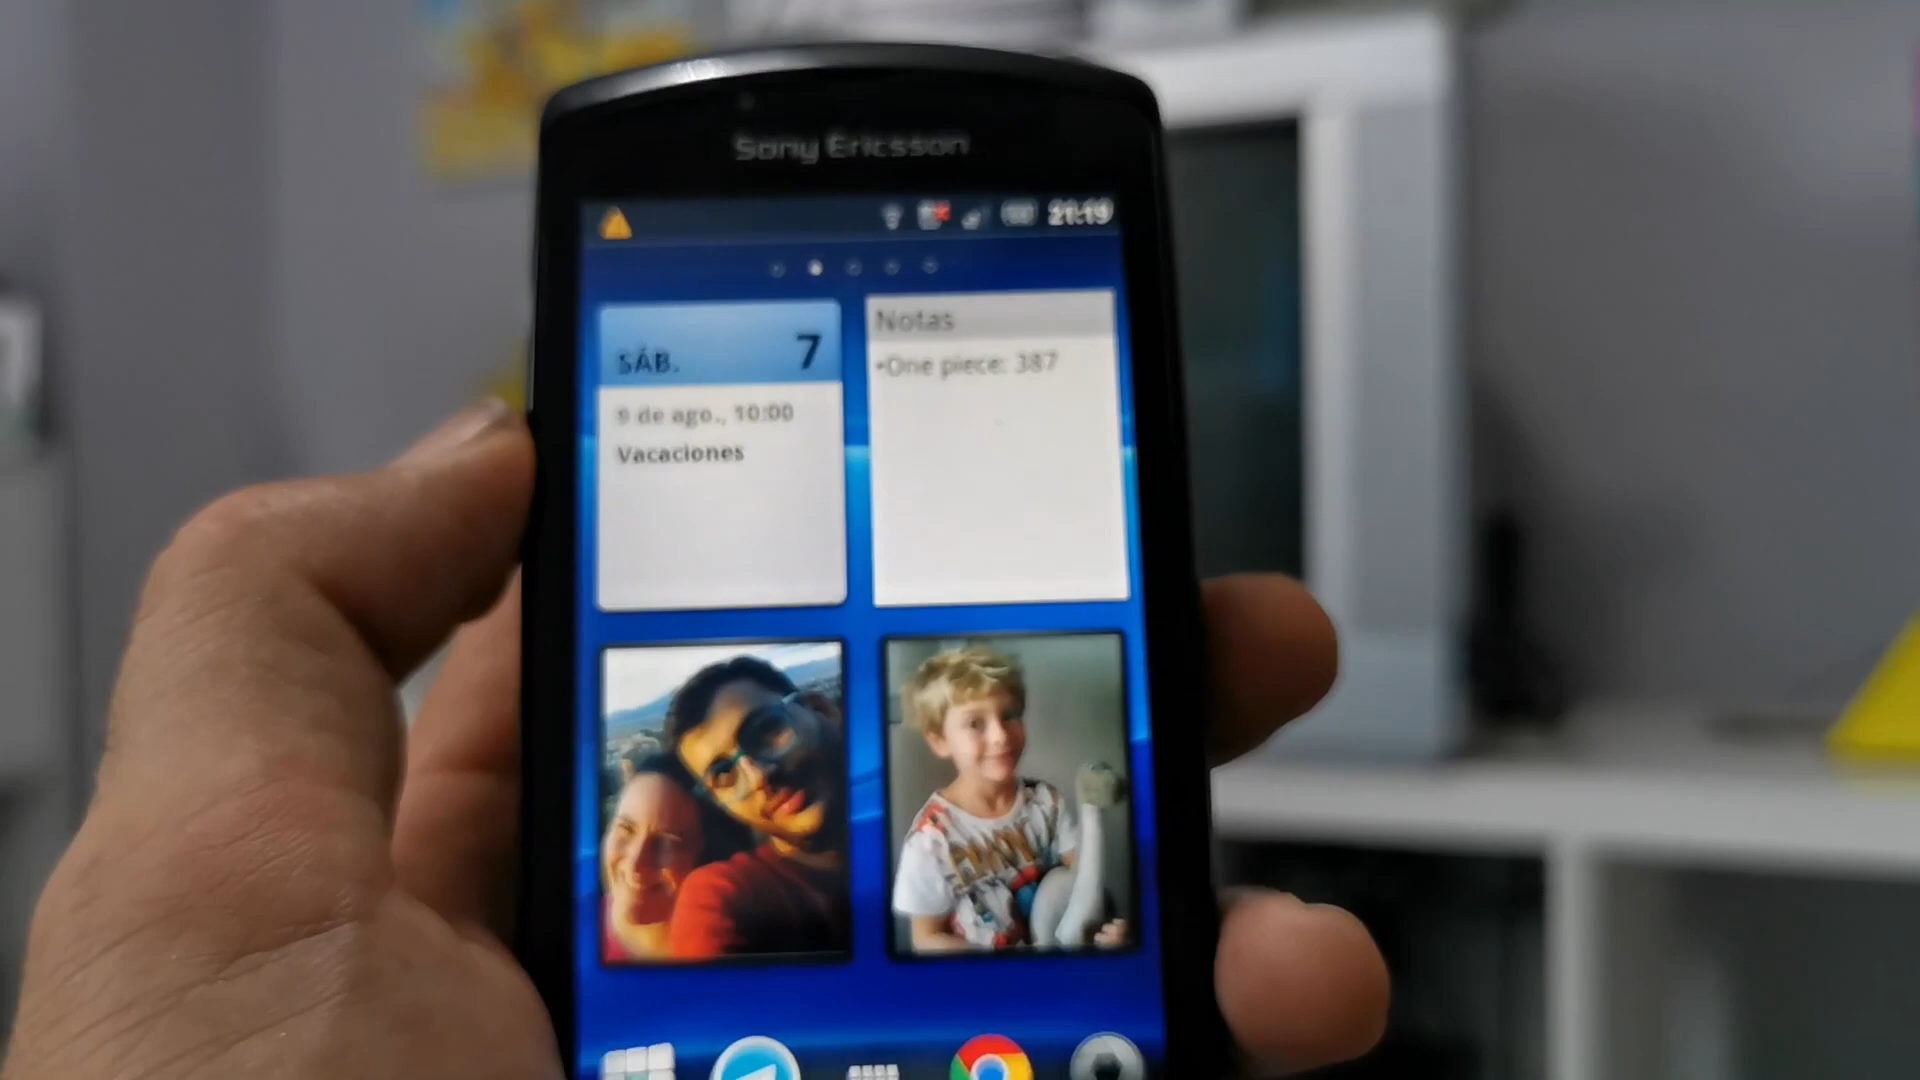 Sony Ericsson
21:19
SÁB. 7
9 de ago., 10:00
Vacaciones
Notas
•One piece: 387